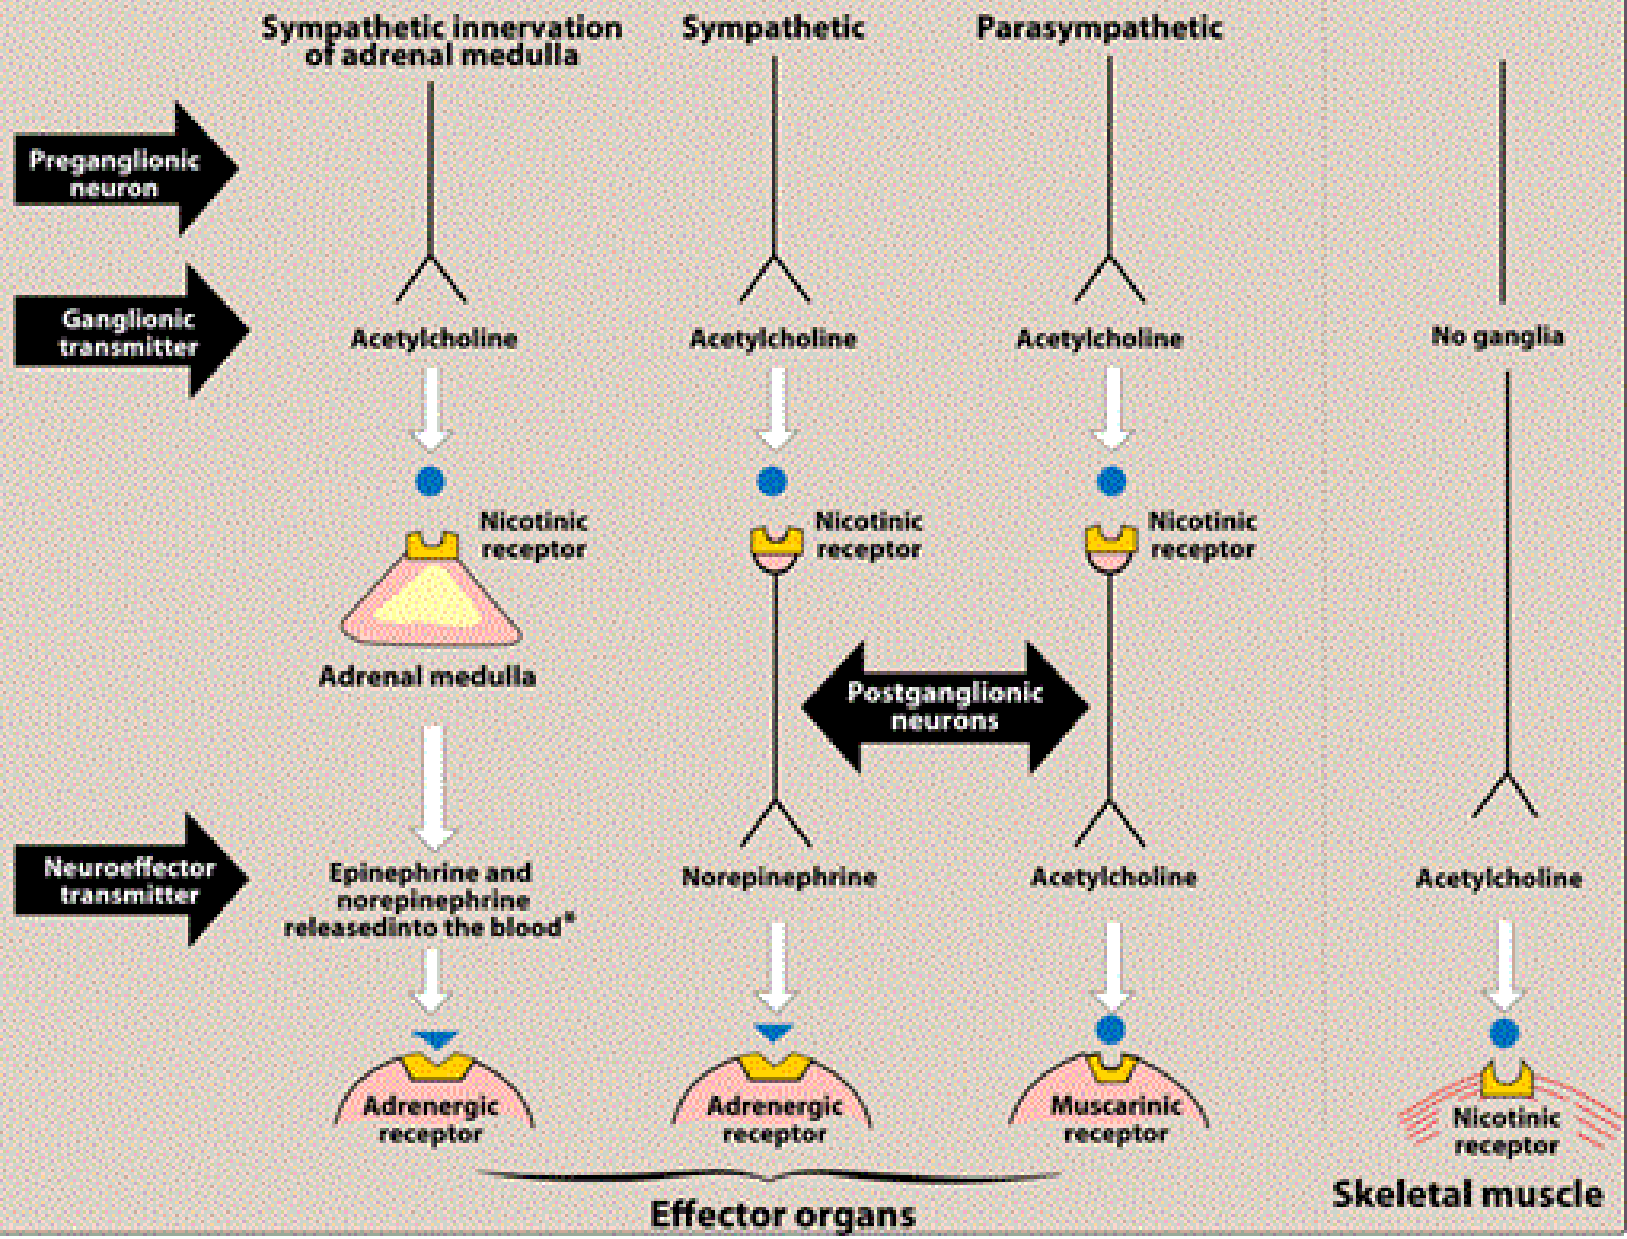 Sympathetic innervation
of adrenal medulla
Sympathetic
Parasympathetic
Preganglionic
neuron
Ganglionic
transmitter
Acetylcholine
Acetylcholine
Acetylcholine
No ganglia
Nicotinic
receptor
Nicotinic
receptor
Nicotinic
receptor
Adrenal medulla
Postganglionic
neurons
Neuroeffector
transmitter
Epinephrine and
norepinephrine
releasedinto the blood*
Norepinephrine
Acetylcholine
Acetylcholine
Adrenergic
receptor
Adrenergic
receptor
Muscarinic
receptor
Nicotinic
receptor
Skeletal muscle
Effector organs